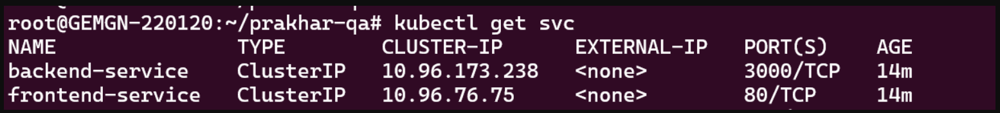 root@GEMGN-220120:~/prakhar-qa# kubectl get svc
NAME TYPE CLUSTER-IP EXTERNAL-IP PORT(S) AGE
backend-service ClusterIP 10.96.173.238 <none> 3000/TCP 14m
frontend-service ClusterIP 10.96.76.75 <none> 80/TCP 14m